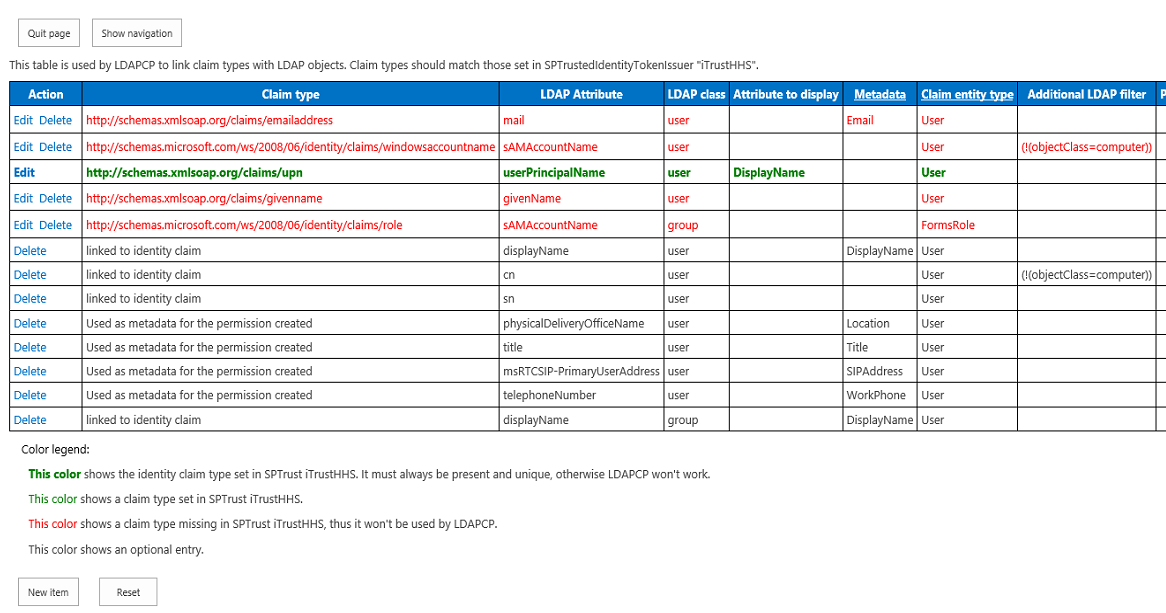 Quit page Show navigation
This table is used by LDAPCP to link claim types with LDAP objects. Claim types should match those set in SPTrustedIdentityTokenIssuer "iTrustHHS".
Action Claim type LDAP Attribute LDAP class Attribute to display Metadata Claim entity type Additional LDAP filter P
Edit Delete http://schemas.xmlsoap.org/claims/emailaddress mail user Email User
Edit Delete http://schemas.microsoft.com/ws/2008/06/identity/claims/windowsaccountname sAMAccountName user User (!(objectClass=computer))
Edit http://schemas.xmlsoap.org/claims/upn userPrincipalName user DisplayName User
Edit Delete http://schemas.xmlsoap.org/claims/givenname givenName user User
Edit Delete http://schemas.microsoft.com/ws/2008/06/identity/claims/role sAMAccountName group FormsRole
Delete linked to identity claim displayName user DisplayName User
Delete linked to identity claim cn user User (!(objectClass=computer))
Delete linked to identity claim sn user User
Delete Used as metadata for the permission created physicalDeliveryOfficeName user Location User
Delete Used as metadata for the permission created title user Title User
Delete Used as metadata for the permission created msRTCSIP-PrimaryUserAddress user SIPAddress User
Delete Used as metadata for the permission created telephoneNumber user WorkPhone User
Delete linked to identity claim displayName group DisplayName User
Color legend:
This color shows the identity claim type set in SPTrust iTrustHHS. It must always be present and unique, otherwise LDAPCP won't work.
This color shows a claim type set in SPTrust iTrustHHS.
This color shows a claim type missing in SPTrust iTrustHHS, thus it won't be used by LDAPCP.
This color shows an optional entry.
New item Reset